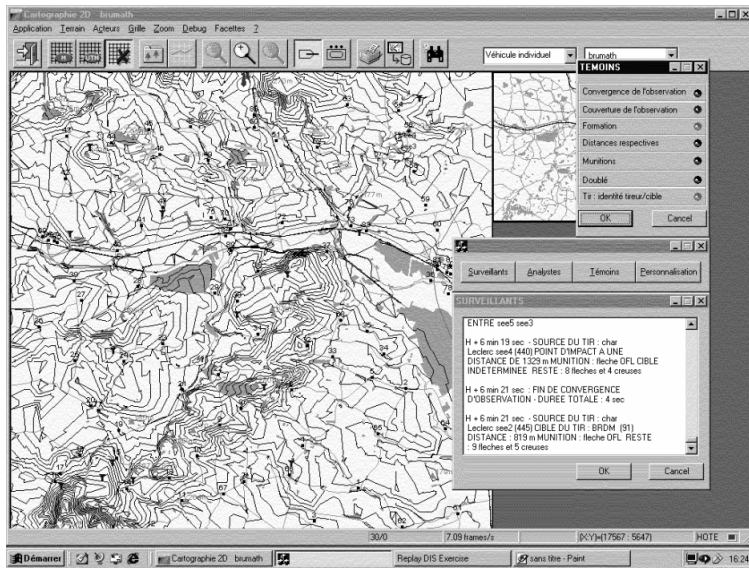 Cartographie 2D brumath
Application Terrain Acteurs Grille Zoom Debug Facettes ?
Véhicule individuel
brumath
TEMOINS
Convergence de l'observation
Couverture de l'observation
Formation
Distances respectives
Munitions
Doublé
Tir : identité tireur/cible
OK Cancel
Surveillants Analystes Témoins Personnalisation
SURVEILLANTS
ENTRE see5 see3
H + 6 min 19 sec - SOURCE DU TIR : char
Leclerc see4 (440) POINT D'IMPACT A UNE
DISTANCE DE 1329 m MUNITION : fleche OFL CIBLE
INDETERMINEE RESTE : 8 fleches et 4 creuses
H + 6 min 21 sec : FIN DE CONVERGENCE
D'OBSERVATION - DUREE TOTALE : 4 sec
H + 6 min 21 sec - SOURCE DU TIR : char
Leclerc see2 (445) CIBLE DU TIR : BRDM (91)
DISTANCE : 819 m MUNITION : fleche OFL RESTE
: 9 fleches et 5 creuses
OK Cancel
30/0 7.09 frames/s (X;Y)=(17567 : 5647) HOTE
Démarrer Cartographie 2D brumath Replay DIS Exercise sans titre - Paint 16:24